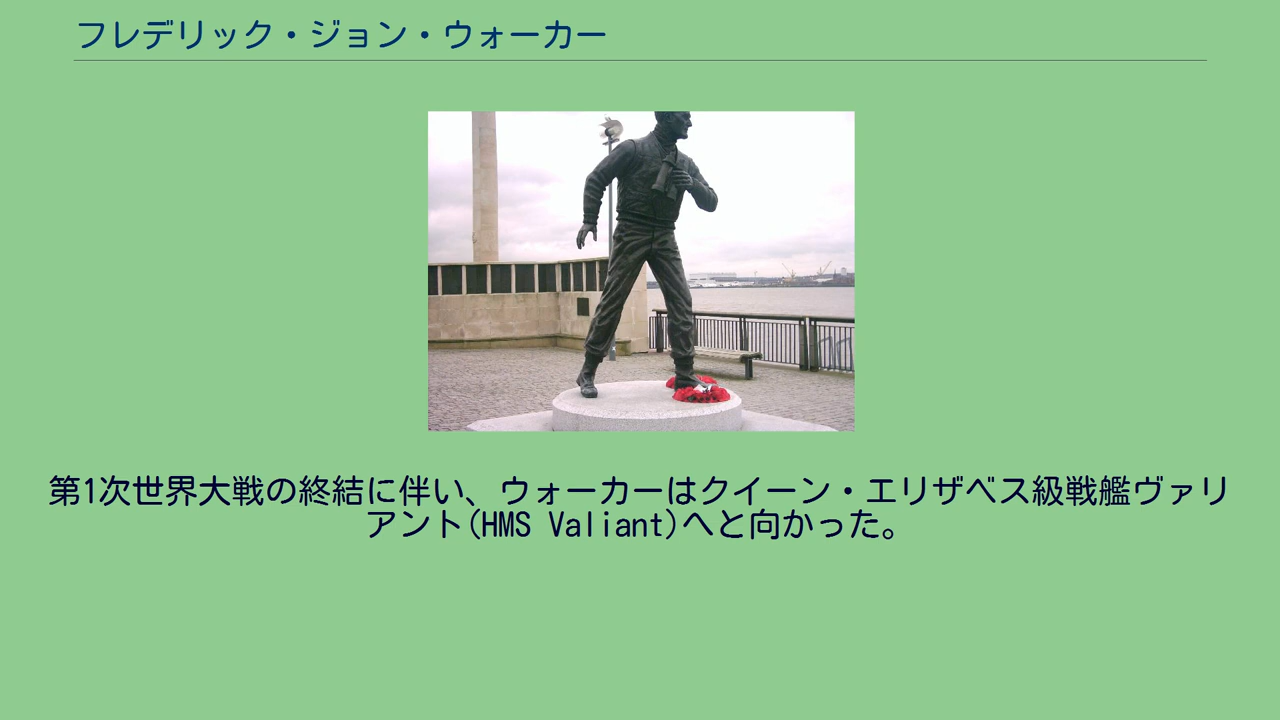 フレデリック・ジョン・ウォーカー
第1次世界大戦の終結に伴い、ウォーカーはクイーン・エリザベス級戦艦ヴァリ
アント(HMS Valiant)へと向かった。